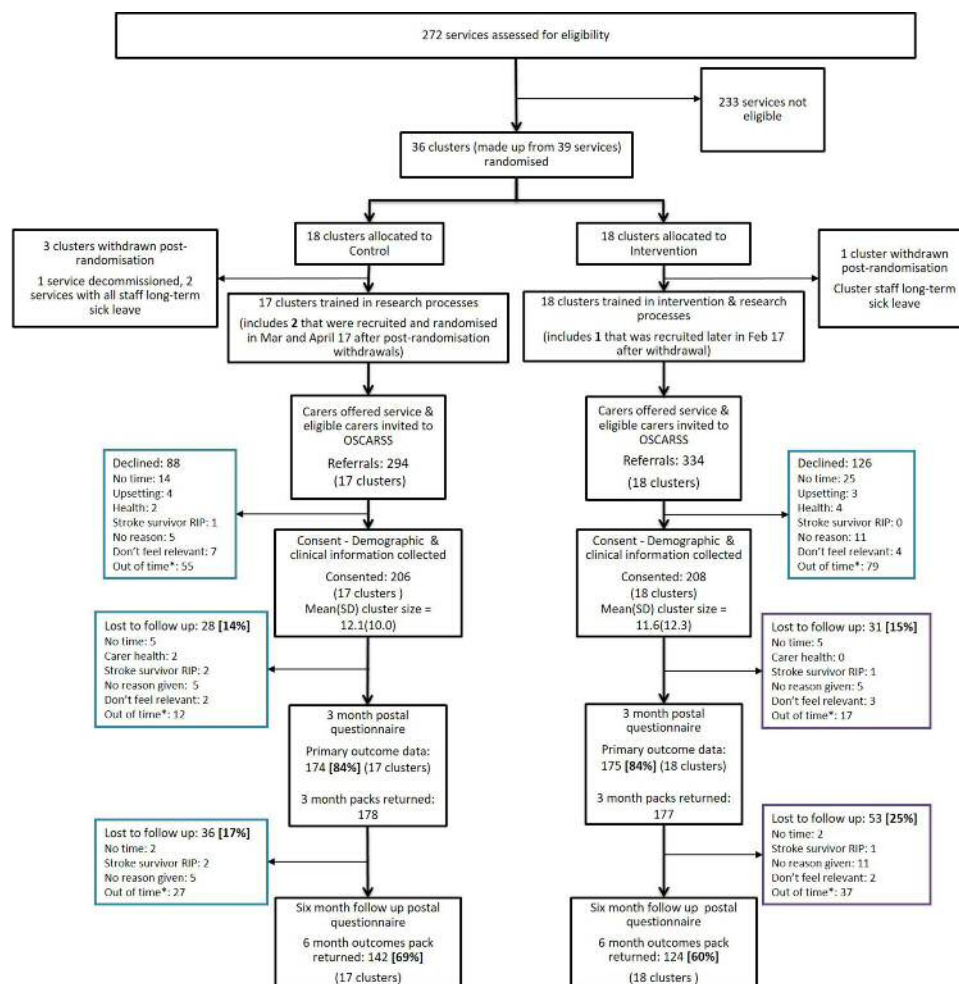 272 services assessed for eligibility
233 services not
eligible
36 clusters (made up from 39 services)
randomised
3 clusters withdrawn post-
randomisation
1 service decommissioned, 2
services with all staff long-term
sick leave
18 clusters allocated to
Control
18 clusters allocated to
Intervention
1 cluster withdrawn
post-randomisation
Cluster staff long-term
sick leave
17 clusters trained in research processes
(includes 2 that were recruited and randomised
in Mar and April 17 after post-randomisation
withdrawals)
18 clusters trained in intervention & research
processes
(includes 1 that was recruited later in Feb 17
after withdrawal)
Carers offered service &
eligible carers invited to
OSCARSS
Referrals: 294
(17 clusters)
Carers offered service &
eligible carers invited to
OSCARSS
Referrals: 334
(18 clusters)
Declined: 88
No time: 14
Upsetting: 4
Health: 2
Stroke survivor RIP: 1
No reason: 5
Don't feel relevant: 7
Out of time*: 55
Declined: 126
No time: 25
Upsetting: 3
Health: 4
Stroke survivor RIP: 0
No reason: 11
Don't feel relevant: 4
Out of time*: 79
Consent - Demographic &
clinical information collected
Consented: 206
(17 clusters )
Mean(SD) cluster size =
12.1(10.0)
Consent - Demographic &
clinical information collected
Consented: 208
(18 clusters)
Mean(SD) cluster size =
11.6(12.3)
Lost to follow up: 28 [14%]
No time: 5
Carer health: 2
Stroke survivor RIP: 2
No reason given: 5
Don't feel relevant: 2
Out of time*: 12
Lost to follow up: 31 [15%]
No time: 5
Carer health: 0
Stroke survivor RIP: 1
No reason given: 5
Don't feel relevant: 3
Out of time*: 17
3 month postal
questionnaire
Primary outcome data:
174 [84%] (17 clusters)
3 month packs returned:
178
3 month postal
questionnaire
Primary outcome data:
175 [84%] (18 clusters)
3 month packs returned:
177
Lost to follow up: 36 [17%]
No time: 2
Stroke survivor RIP: 2
No reason given: 5
Out of time*: 27
Lost to follow up: 53 [25%]
No time: 2
Stroke survivor RIP: 1
No reason given: 11
Don't feel relevant: 2
Out of time*: 37
Six month follow up postal
questionnaire
6 month outcomes pack
returned: 142 [69%]
(17 clusters)
Six month follow up  postal
questionnaire
6 month outcomes pack
returned: 124 [60%]
(18 clusters )